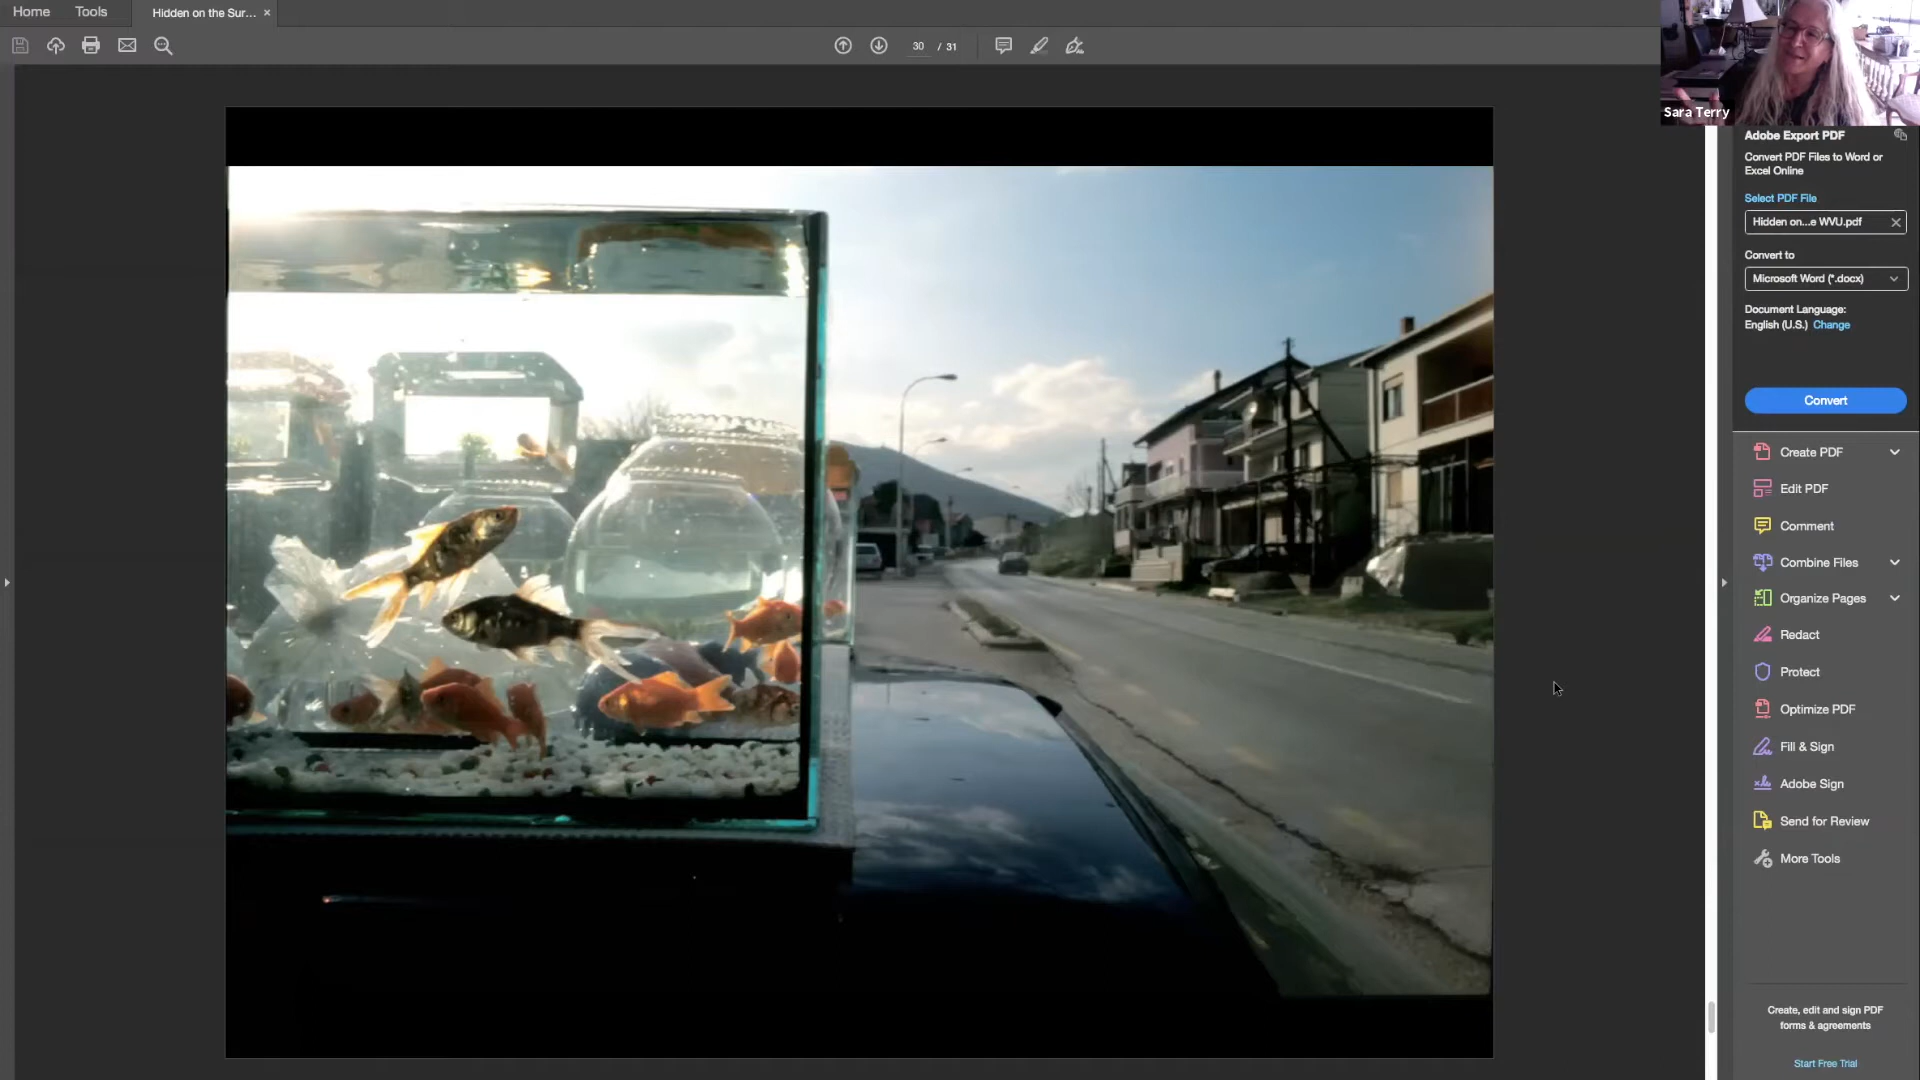 Home
Tools
Hidden on the Sur... ×
30 / 31
Sara Terry
Adobe Export PDF
Convert PDF Files to Word or
Excel Online
Select PDF File
Hidden on...e WVU.pdf
Convert to
Microsoft Word (*.docx)
Document Language:
English (U.S.) Change
Convert
Create PDF
Edit PDF
Comment
Combine Files
Organize Pages
Redact
Protect
Optimize PDF
Fill & Sign
Adobe Sign
Send for Review
More Tools
Create, edit and sign PDF
forms & agreements
Start Free Trial